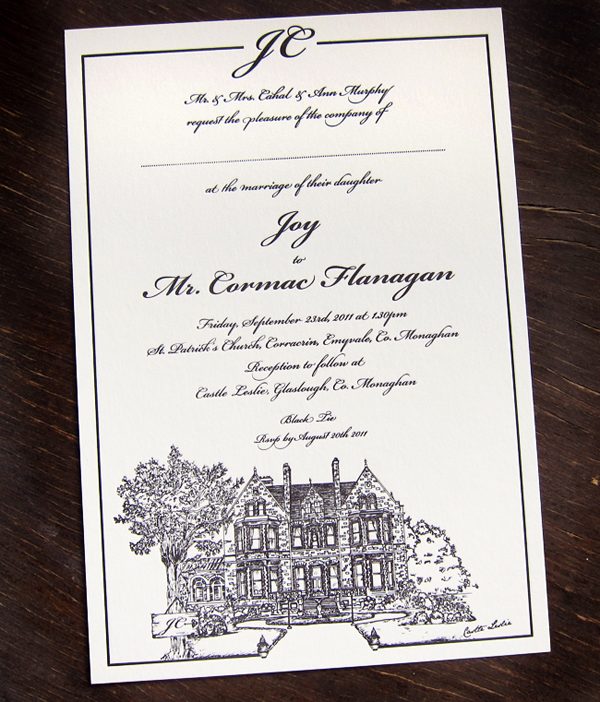 JC
Mr. & Mrs. Cahal & Ann Murphy
request the pleasure of the company of
at the marriage of their daughter
Joy
to
Mr. Cormac Flanagan
Friday, September 23rd, 2011 at 1.30pm
St. Patrick's Church, Corracrin, Emyvale, Co. Monaghan
Reception to follow at
Castle Leslie, Glaslough, Co. Monaghan
Black Tie
Rsvp by August 20th 2011
JC
Castle Leslie